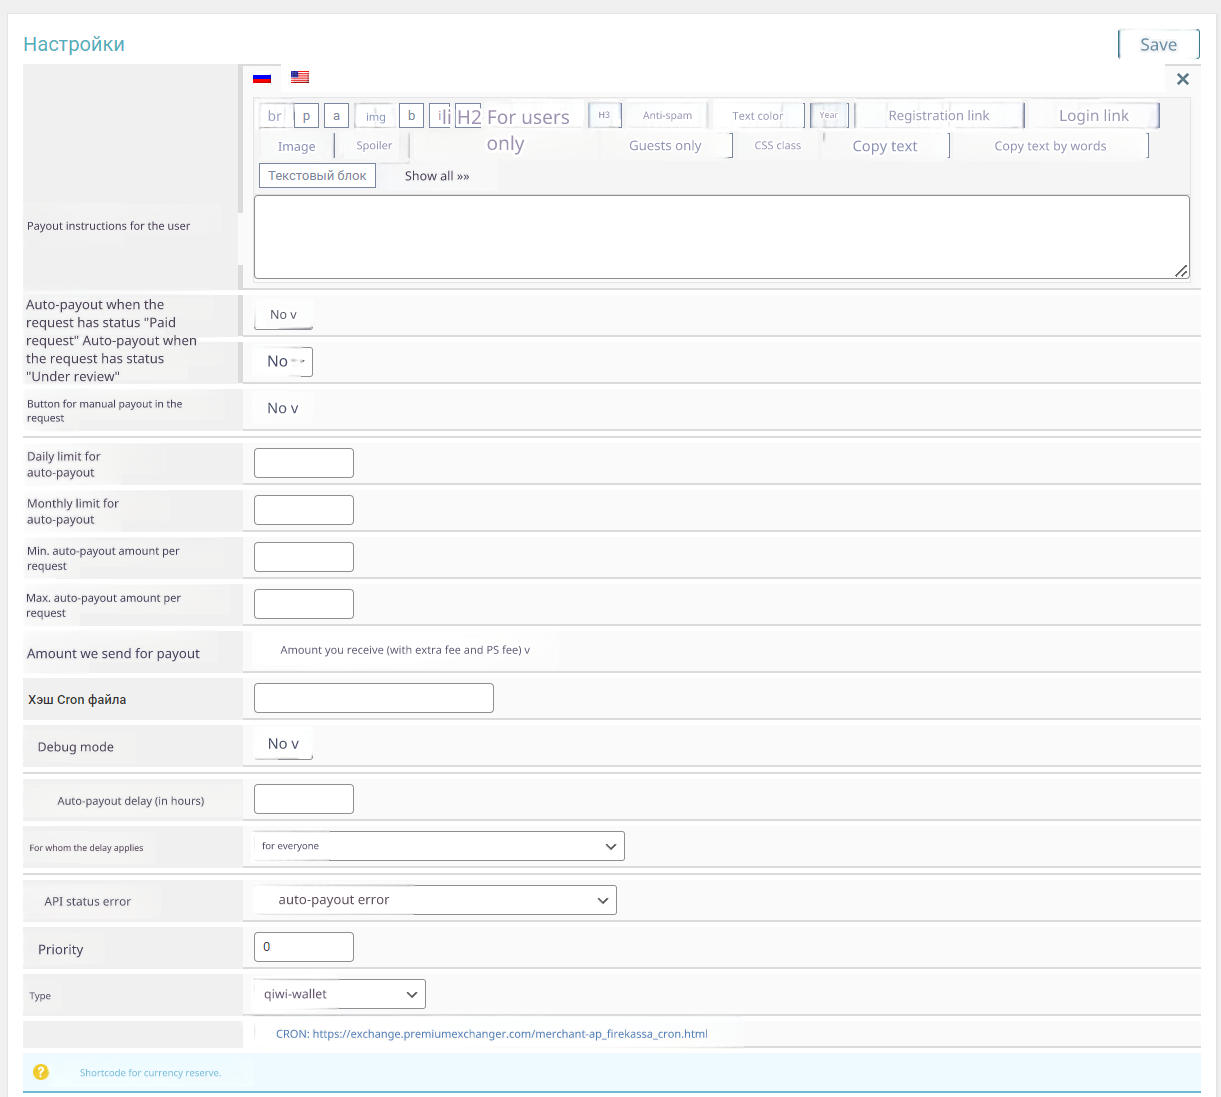 Настройки
Save
br p a img b i li H2 For users only H3 Anti-spam Text color Year Registration link Login link
Image Spoiler Guests only CSS class Copy text Copy text by words
Текстовый блок Show all »»
Payout instructions for the user
Auto-payout when the
request has status "Paid
request" Auto-payout when
the request has status
"Under review"
No v
No
Button for manual payout in the
request
No v
Daily limit for
auto-payout
Monthly limit for
auto-payout
Min. auto-payout amount per
request
Max. auto-payout amount per
request
Amount we send for payout
Amount you receive (with extra fee and PS fee) v
Хэш Cron файла
Debug mode
No v
Auto-payout delay (in hours)
For whom the delay applies
for everyone
API status error
auto-payout error
Priority
0
Type
qiwi-wallet
CRON: https://exchange.premiumexchanger.com/merchant-ap_firekassa_cron.html
Shortcode for currency reserve.